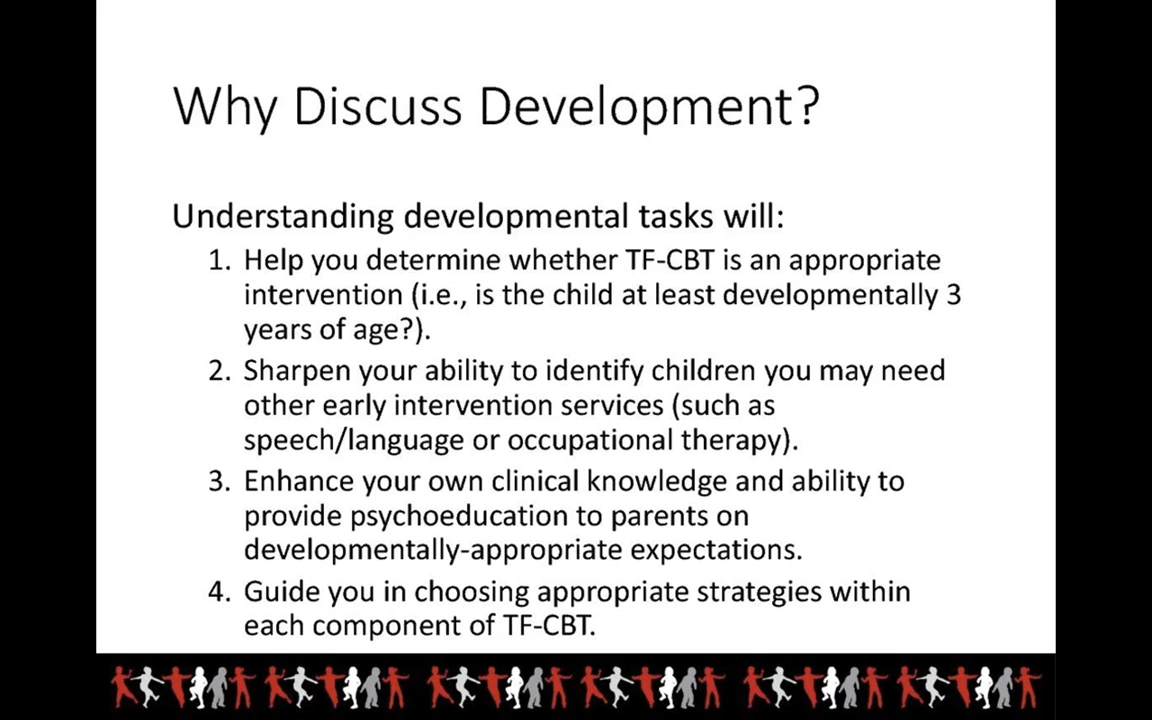 Why Discuss Development?
Understanding developmental tasks will:
1. Help you determine whether TF-CBT is an appropriate
intervention (i.e., is the child at least developmentally 3
years of age?).
2. Sharpen your ability to identify children you may need
other early intervention services (such as
speech/language or occupational therapy).
3. Enhance your own clinical knowledge and ability to
provide psychoeducation to parents on
developmentally-appropriate expectations.
4. Guide you in choosing appropriate strategies within
each component of TF-CBT.